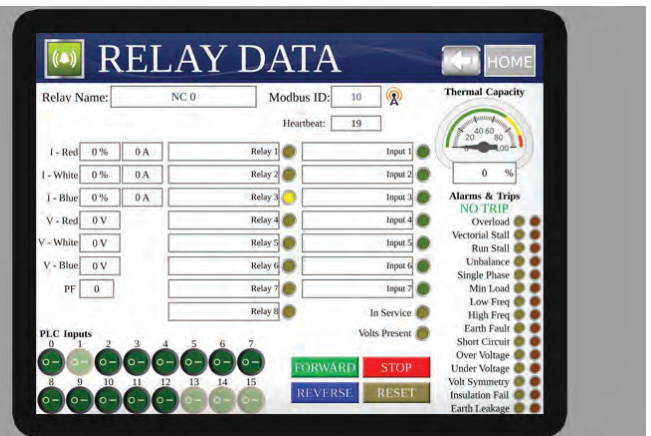 RELAY DATA
HOME
Relay Name: NC 0 Modbus ID: 10
Heartbeat: 19
Thermal Capacity
0 20 40 60 80 100
0 %
I - Red 0 % 0 A
I - White 0 % 0 A
I - Blue 0 % 0 A
V - Red 0 V
V - White 0 V
V - Blue 0 V
PF 0
Relay 1
Relay 2
Relay 3
Relay 4
Relay 5
Relay 6
Relay 7
Relay 8
Input 1
Input 2
Input 3
Input 4
Input 5
Input 6
Input 7
In Service
Volts Present
Alarms & Trips
NO TRIP
Overload
Vectorial Stall
Run Stall
Unbalance
Single Phase
Min Load
Low Freq
High Freq
Earth Fault
Short Circuit
Over Voltage
Under Voltage
Volt Symmetry
Insulation Fail
Earth Leakage
PLC Inputs
0 1 2 3 4 5 6 7
8 9 10 11 12 13 14 15
FORWARD STOP
REVERSE RESET